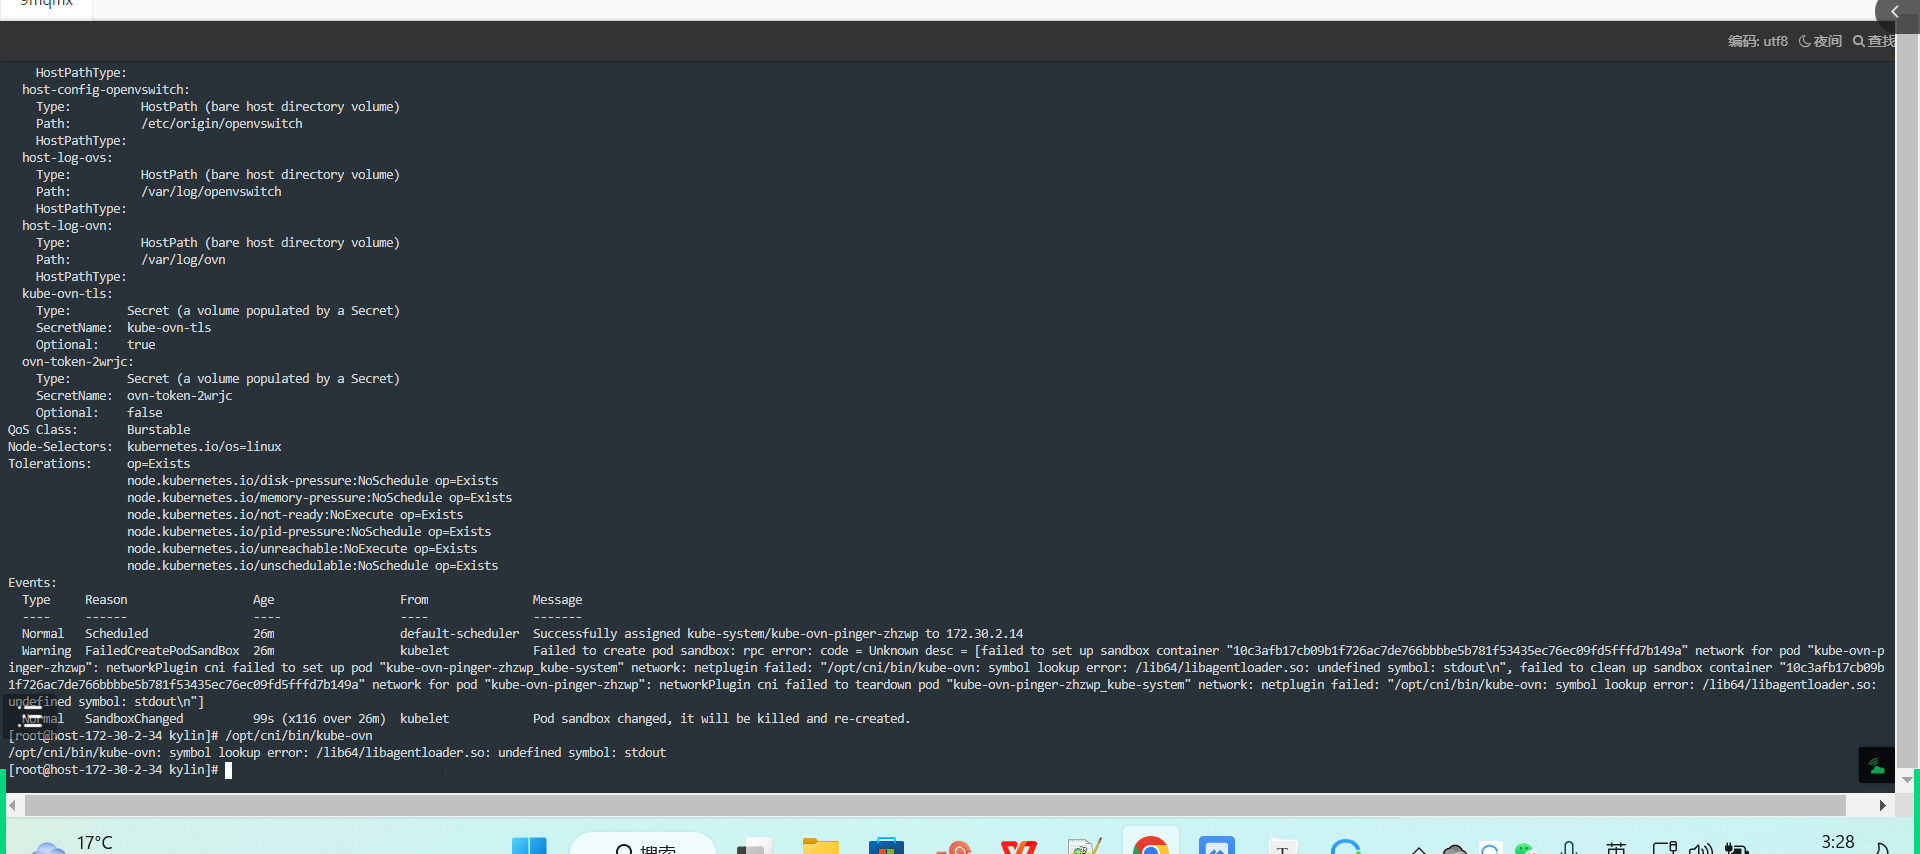 9mqmx
编码: utf8 夜间 查找
HostPathType:
host-config-openvswitch:
Type: HostPath (bare host directory volume)
Path: /etc/origin/openvswitch
HostPathType:
host-log-ovs:
Type: HostPath (bare host directory volume)
Path: /var/log/openvswitch
HostPathType:
host-log-ovn:
Type: HostPath (bare host directory volume)
Path: /var/log/ovn
HostPathType:
kube-ovn-tls:
Type: Secret (a volume populated by a Secret)
SecretName: kube-ovn-tls
Optional: true
ovn-token-2wrjc:
Type: Secret (a volume populated by a Secret)
SecretName: ovn-token-2wrjc
Optional: false
QoS Class: Burstable
Node-Selectors: kubernetes.io/os=linux
Tolerations: op=Exists
node.kubernetes.io/disk-pressure:NoSchedule op=Exists
node.kubernetes.io/memory-pressure:NoSchedule op=Exists
node.kubernetes.io/not-ready:NoExecute op=Exists
node.kubernetes.io/pid-pressure:NoSchedule op=Exists
node.kubernetes.io/unreachable:NoExecute op=Exists
node.kubernetes.io/unschedulable:NoSchedule op=Exists
Events:
Type Reason Age From Message
---- ------ ---- ---- -------
Normal Scheduled 26m default-scheduler Successfully assigned kube-system/kube-ovn-pinger-zhzwp to 172.30.2.14
Warning FailedCreatePodSandBox 26m kubelet Failed to create pod sandbox: rpc error: code = Unknown desc = [failed to set up sandbox container "10c3afb17cb09b1f726ac7de766bbbbe5b781f53435ec76ec09fd5fffd7b149a" network for pod "kube-ovn-p
inger-zhzwp": networkPlugin cni failed to set up pod "kube-ovn-pinger-zhzwp_kube-system" network: netplugin failed: "/opt/cni/bin/kube-ovn: symbol lookup error: /lib64/libagentloader.so: undefined symbol: stdout\n", failed to clean up sandbox container "10c3afb17cb09b
1f726ac7de766bbbbe5b781f53435ec76ec09fd5fffd7b149a" network for pod "kube-ovn-pinger-zhzwp": networkPlugin cni failed to teardown pod "kube-ovn-pinger-zhzwp_kube-system" network: netplugin failed: "/opt/cni/bin/kube-ovn: symbol lookup error: /lib64/libagentloader.so:
undefined symbol: stdout\n"]
Normal SandboxChanged 99s (x116 over 26m) kubelet Pod sandbox changed, it will be killed and re-created.
[root@host-172-30-2-34 kylin]# /opt/cni/bin/kube-ovn
/opt/cni/bin/kube-ovn: symbol lookup error: /lib64/libagentloader.so: undefined symbol: stdout
[root@host-172-30-2-34 kylin]#
17°C
搜索
英
3:28